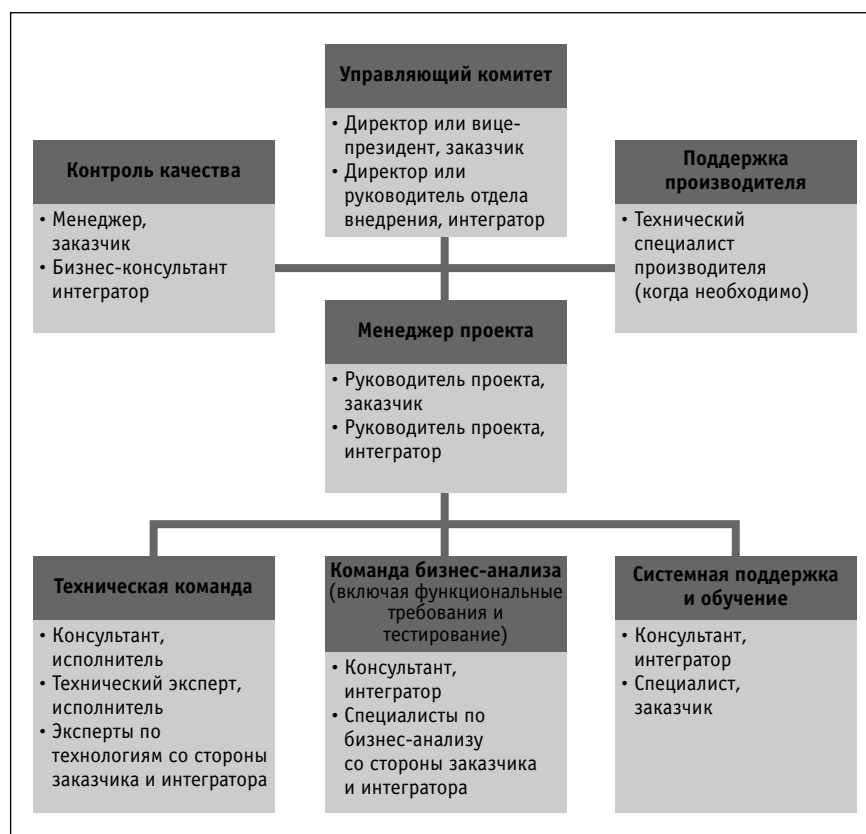 Управляющий комитет
• Директор или вице-
президент, заказчик
• Директор или
руководитель отдела
внедрения, интегратор
Контроль качества
• Менеджер,
заказчик
• Бизнес-консультант
интегратор
Поддержка
производителя
• Технический
специалист
производителя
(когда необходимо)
Менеджер проекта
• Руководитель проекта,
заказчик
• Руководитель проекта,
интегратор
Техническая команда
• Консультант,
исполнитель
• Технический эксперт,
исполнитель
• Эксперты по
технологиям со стороны
заказчика и интегратора
Команда бизнес-анализа
(включая функциональные
требования и
тестирование)
• Консультант,
интегратор
• Специалисты по
бизнес-анализу
со стороны заказчика
и интегратора
Системная поддержка
и обучение
• Консультант,
интегратор
• Специалист,
заказчик